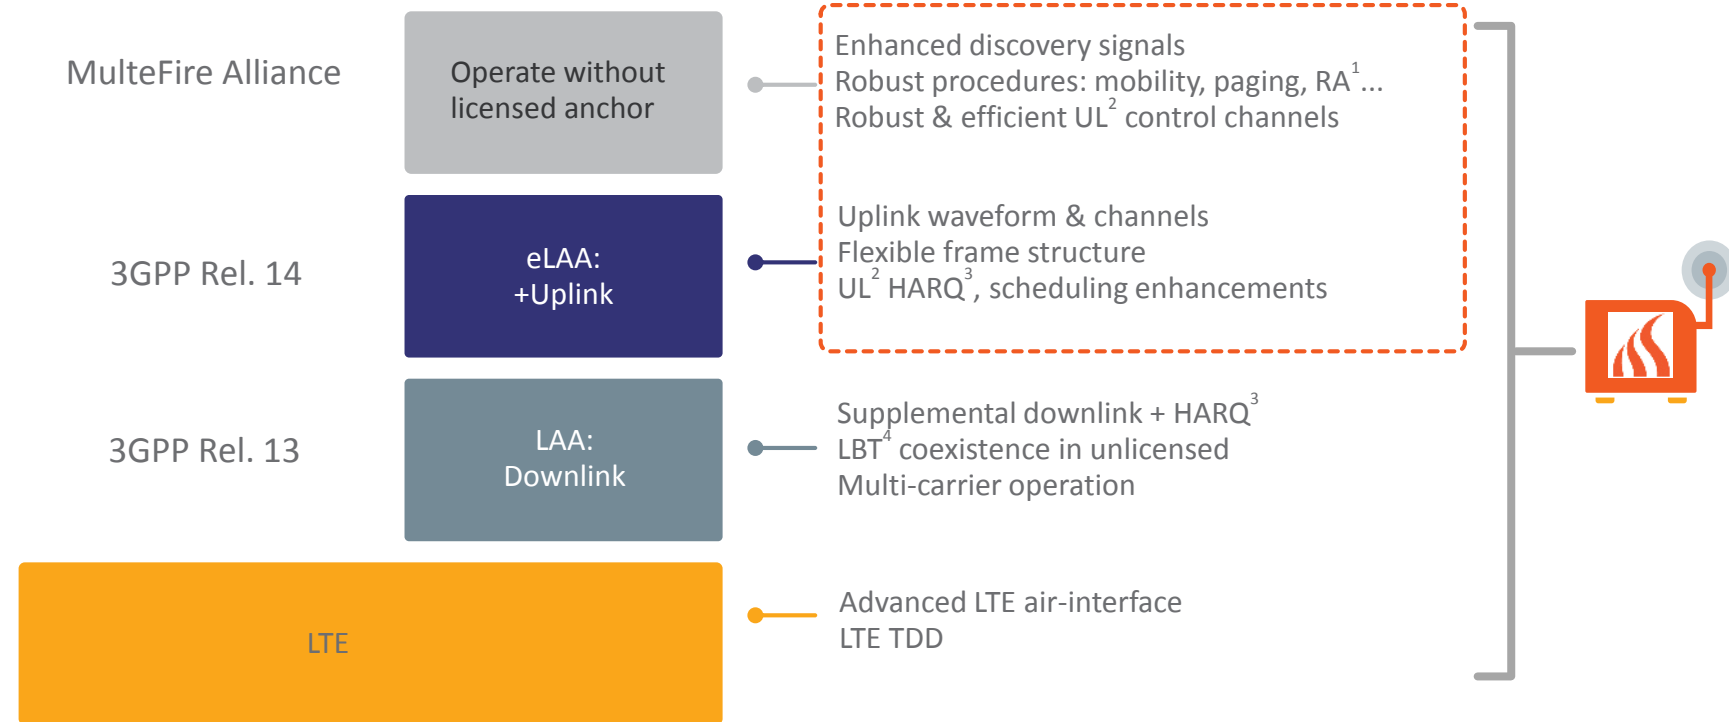 MulteFire Alliance
Operate without
licensed anchor
Enhanced discovery signals
Robust procedures: mobility, paging, RA¹...
Robust & efficient UL² control channels
3GPP Rel. 14
eLAA:
+Uplink
Uplink waveform & channels
Flexible frame structure
UL² HARQ³, scheduling enhancements
3GPP Rel. 13
LAA:
Downlink
Supplemental downlink + HARQ³
LBT⁴ coexistence in unlicensed
Multi-carrier operation
LTE
Advanced LTE air-interface
LTE TDD